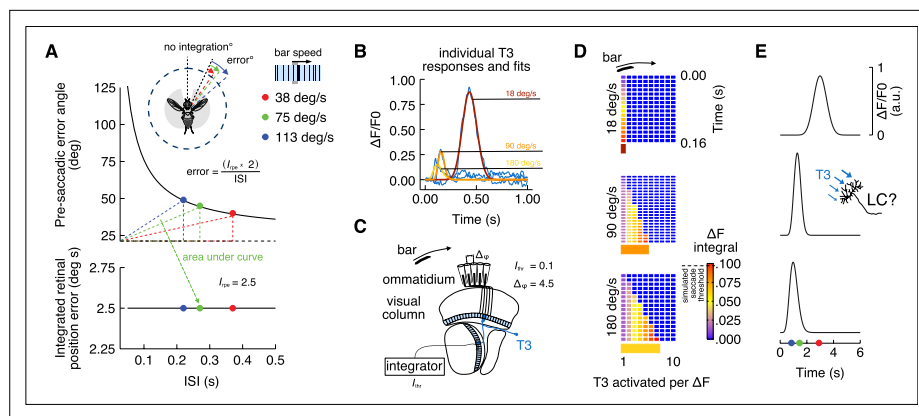 A
no integration°
error°
bar speed
38 deg/s
75 deg/s
113 deg/s
Pre-saccadic error angle
(deg)
125
100
75
50
25
error = (I_rpe × 2)
ISI
area under curve
I_rpe = 2.5
Integrated retinal
position error (deg s)
2.75
2.5
2.25
0.1 0.2 0.3 0.4 0.5
ISI (s)
B
individual T3
responses and fits
ΔF/F0
1.00
0.75
0.50
0.25
0.00
18 deg/s
90 deg/s
180 deg/s
0.00 0.50 1.00
Time (s)
C
bar
Δφ
ommatidium
I_thr = 0.1
Δφ = 4.5
visual
column
T3
integrator
I_thr
D
bar
18 deg/s
0.00
Time (s)
0.16
90 deg/s
180 deg/s
ΔF
integral
simulated
saccade
threshold
.100
.075
.050
.025
.000
1 10
T3 activated per ΔF
E
1
0
ΔF/F0
(a.u.)
T3
LC?
0 2 4 6
Time (s)